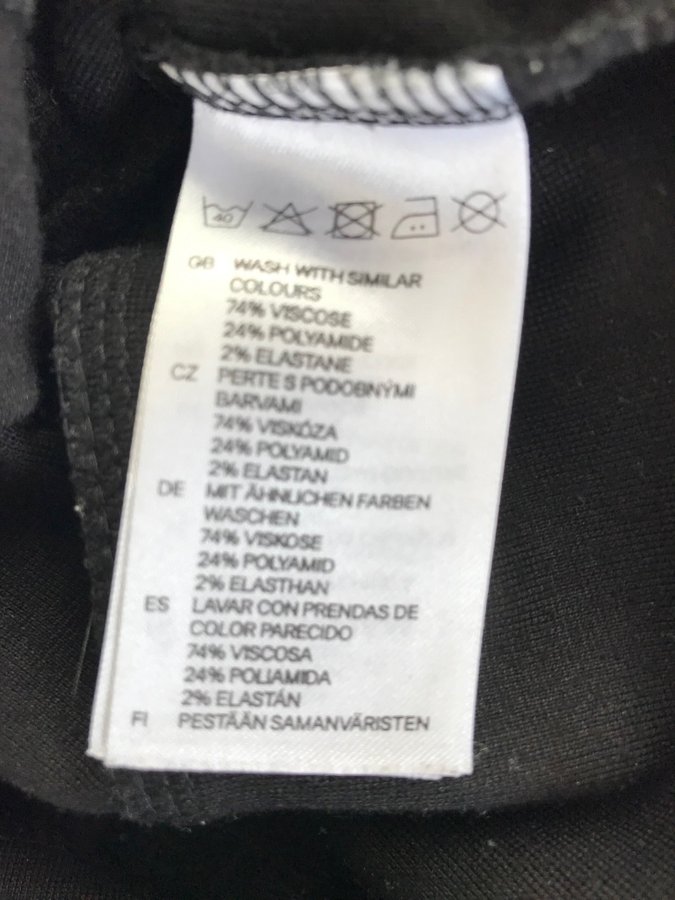 40
GB WASH WITH SIMILAR
COLOURS
74% VISCOSE
24% POLYAMIDE
2% ELASTANE
CZ PERTE S PODOBNÝMI
BARVAMI
74% VISKÓZA
24% POLYAMID
2% ELASTAN
DE MIT ÄHNLICHEN FARBEN
WASCHEN
74% VISKOSE
24% POLYAMID
2% ELASTHAN
ES LAVAR CON PRENDAS DE
COLOR PARECIDO
74% VISCOSA
24% POLIAMIDA
2% ELASTÁN
FI PESTÄÄN SAMANVÄRISTEN